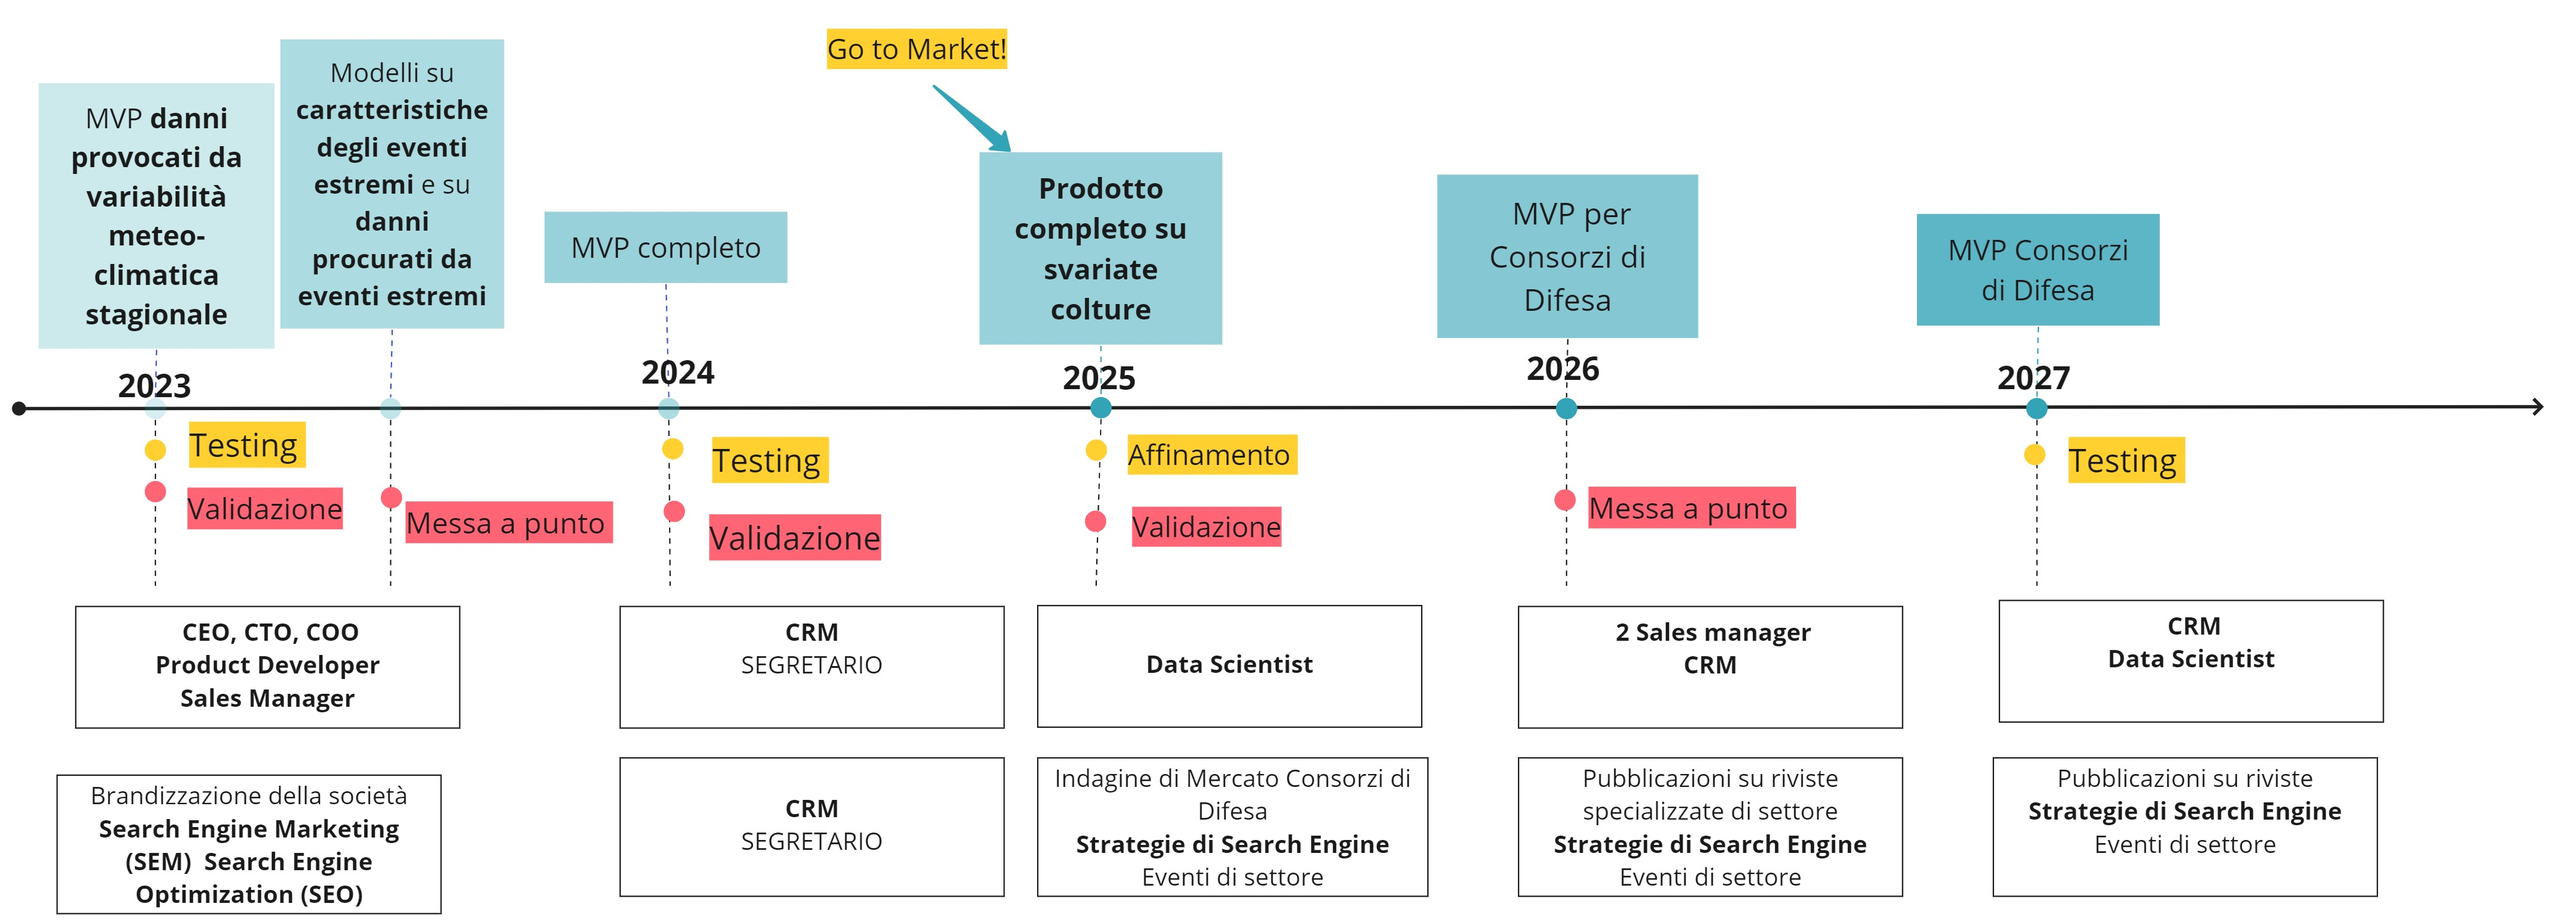 Go to Market!
MVP danni
provocati da
variabilità
meteo-
climatica
stagionale
Modelli su
caratteristiche
degli eventi
estremi e su
danni
procurati da
eventi estremi
MVP completo
Prodotto
completo su
svariate
colture
MVP per
Consorzi di
Difesa
MVP Consorzi
di Difesa
2023
2024
2025
2026
2027
Testing
Validazione
Messa a punto
Testing
Validazione
Affinamento
Validazione
Messa a punto
Testing
CEO, CTO, COO
Product Developer
Sales Manager
CRM
SEGRETARIO
Data Scientist
2 Sales manager
CRM
CRM
Data Scientist
Brandizzazione della società
Search Engine Marketing
(SEM) Search Engine
Optimization (SEO)
CRM
SEGRETARIO
Indagine di Mercato Consorzi di
Difesa
Strategie di Search Engine
Eventi di settore
Pubblicazioni su riviste
specializzate di settore
Strategie di Search Engine
Eventi di settore
Pubblicazioni su riviste
Strategie di Search Engine
Eventi di settore